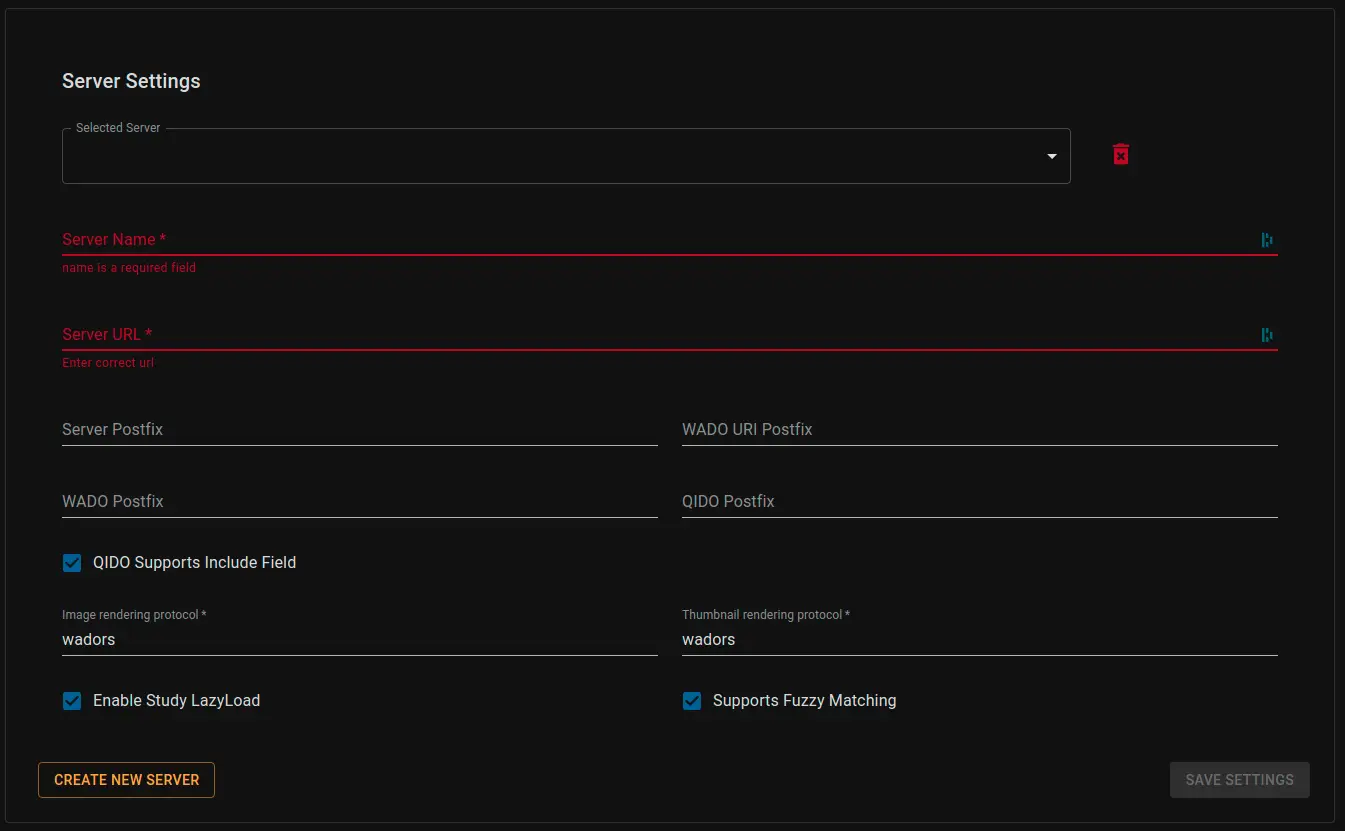 Server Settings
Selected Server
Server Name *
name is a required field
Server URL *
Enter correct url
Server Postfix
WADO URI Postfix
WADO Postfix
QIDO Postfix
QIDO Supports Include Field
Image rendering protocol *
Thumbnail rendering protocol *
wadors
wadors
Enable Study LazyLoad
Supports Fuzzy Matching
CREATE NEW SERVER
SAVE SETTINGS